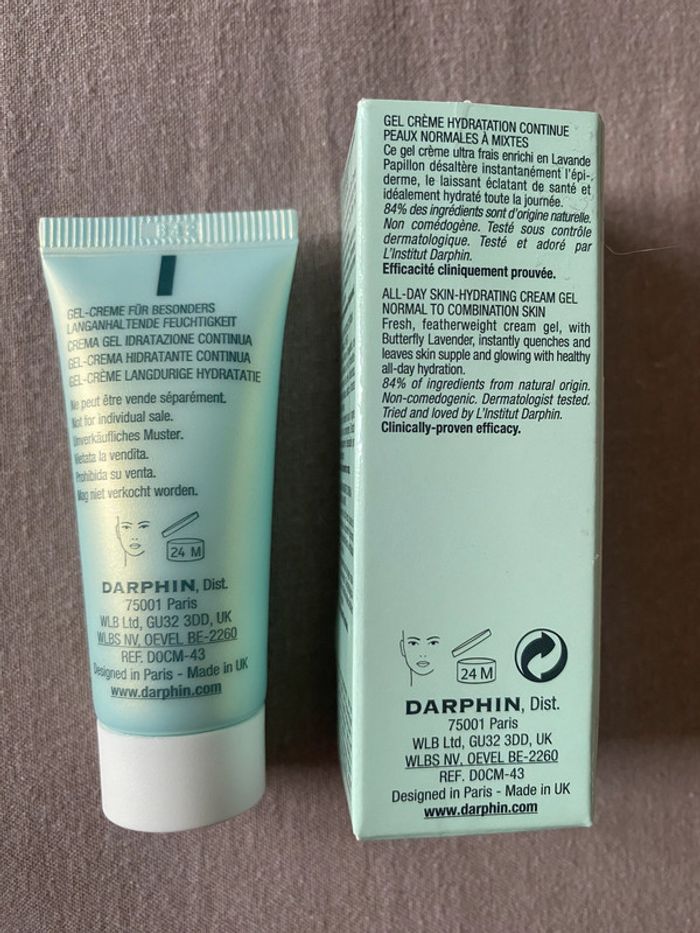 GEL-CREME FÜR BESONDERS
LANGANHALTENDE FEUCHTIGKEIT
CREMA GEL IDRATAZIONE CONTINUA
GEL-CREMA HIDRATANTE CONTINUA
GEL-CRÈME LANGDURIGE HYDRATATIE
Ne peut être vende séparément.
Not for individual sale.
Unverkäufliches Muster.
Vietata la vendita.
Prohibida su venta.
Mag niet verkocht worden.
24 M
DARPHIN, Dist.
75001 Paris
WLB Ltd, GU32 3DD, UK
WLBS NV, OEVEL BE-2260
REF. D0CM-43
Designed in Paris - Made in UK
www.darphin.com
GEL CRÈME HYDRATATION CONTINUE
PEAUX NORMALES À MIXTES
Ce gel crème ultra frais enrichi en Lavande
Papillon désaltère instantanément l'épi-
derme, le laissant éclatant de santé et
idéalement hydraté toute la journée.
84% des ingrédients sont d'origine naturelle.
Non comédogène. Testé sous contrôle
dermatologique. Testé et adoré par
L'Institut Darphin.
Efficacité cliniquement prouvée.
ALL-DAY SKIN-HYDRATING CREAM GEL
NORMAL TO COMBINATION SKIN
Fresh, featherweight cream gel, with
Butterfly Lavender, instantly quenches and
leaves skin supple and glowing with healthy
all-day hydration.
84% of ingredients from natural origin.
Non-comedogenic. Dermatologist tested.
Tried and loved by L'Institut Darphin.
Clinically-proven efficacy.
24 M
DARPHIN, Dist.
75001 Paris
WLB Ltd, GU32 3DD, UK
WLBS NV, OEVEL BE-2260
REF. D0CM-43
Designed in Paris - Made in UK
www.darphin.com